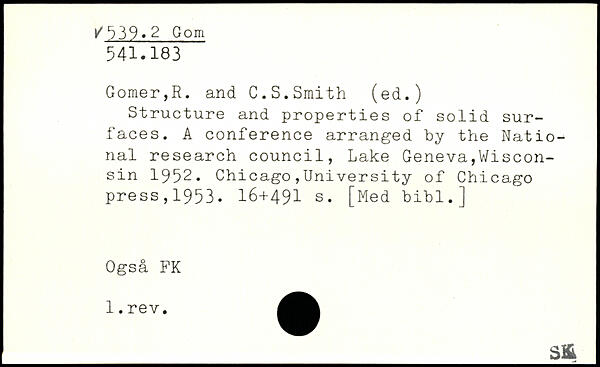 √539.2 Gom
541.183
Gomer,R. and C.S.Smith (ed.)
Structure and properties of solid sur-
faces. A conference arranged by the Natio-
nal research council, Lake Geneva,Wiscon-
sin 1952. Chicago,University of Chicago
press,1953. 16+491 s. [Med bibl.]
Også FK
1.rev.
SK